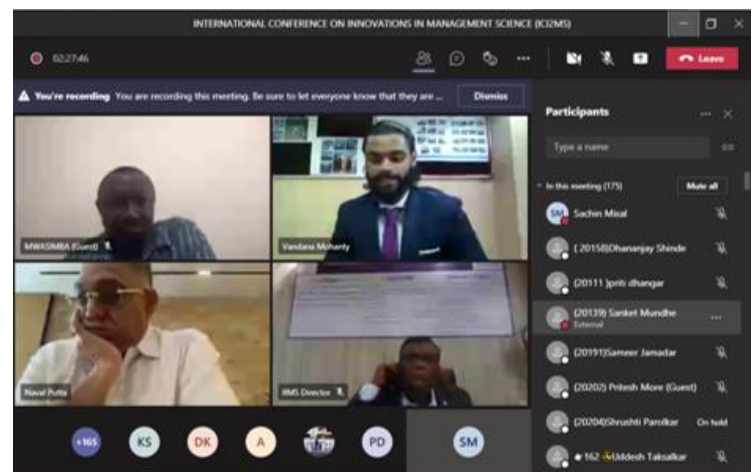 INTERNATIONAL CONFERENCE ON INNOVATIONS IN MANAGEMENT SCIENCE (ICI2MS)
02:27:46
Leave
You're recording You are recording this meeting. Be sure to let everyone know that they are ...
Dismiss
Participants
Type a name
In this meeting (175)
Mute all
MWASIMBA (Guest)
Vandana Mohanty
Naval Putta
IIMS Director
SM Sachin Misal
( 20158)Dhananjay Shinde
(20111 )priti dhangar
(20139) Sanket Mundhe
External
(20191)Sameer Jamadar
(20202) Pritesh More (Guest)
(20204)Shrushti Parolkar On hold
162 Uddesh Taksalkar
+165 KS DK A PD SM